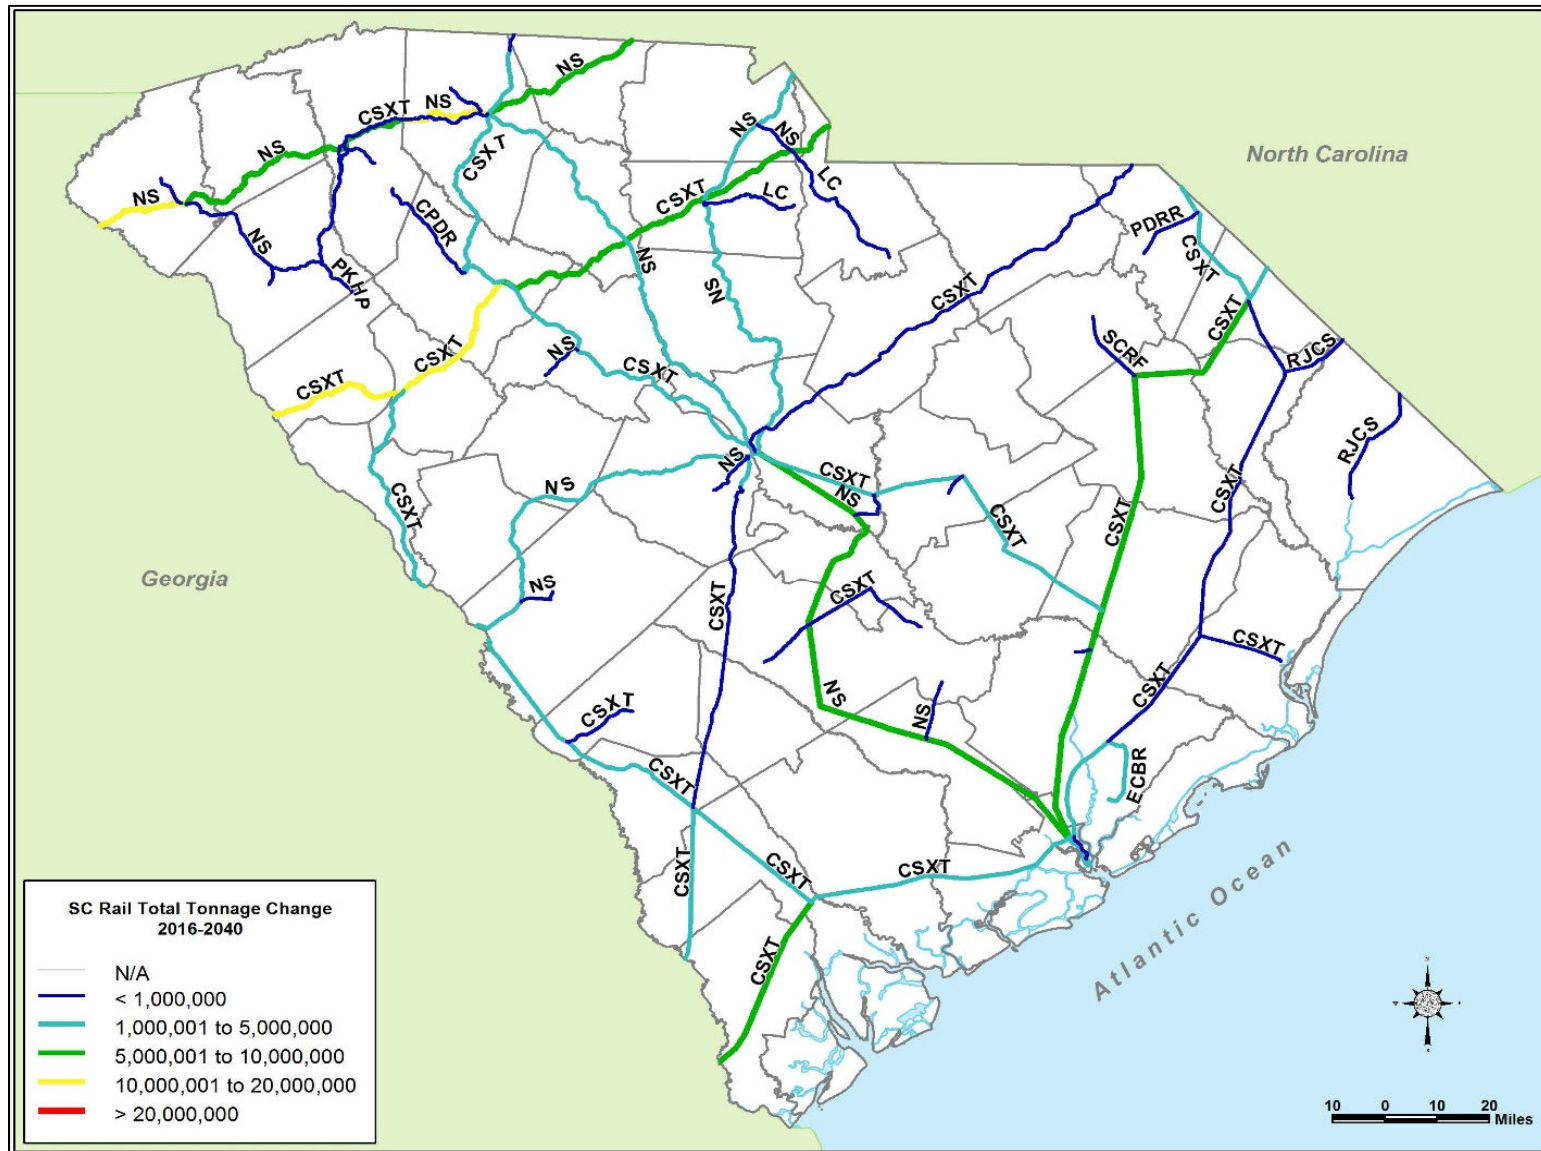 NS
NS
CSXT
NS
NS
CSXT
NS
NS
LC
North Carolina
NS
CPDR
CSXT
LC
NS
PKHP
NS
NS
PDRR
CSXT
CSXT
CSXT
SCRF
RJCS
CSXT
CSXT
NS
CSXT
RJCS
NS
CSXT
NS
CSXT
NS
CSXT
CSXT
CSXT
Georgia
NS
CSXT
CSXT
CSXT
CSXT
NS
NS
CSXT
CSXT
ECBR
CSXT
CSXT
CSXT
CSXT
Atlantic Ocean
CSXT
SC Rail Total Tonnage Change
2016-2040
N/A
< 1,000,000
1,000,001 to 5,000,000
5,000,001 to 10,000,000
10,000,001 to 20,000,000
> 20,000,000
10 0 10 20
Miles